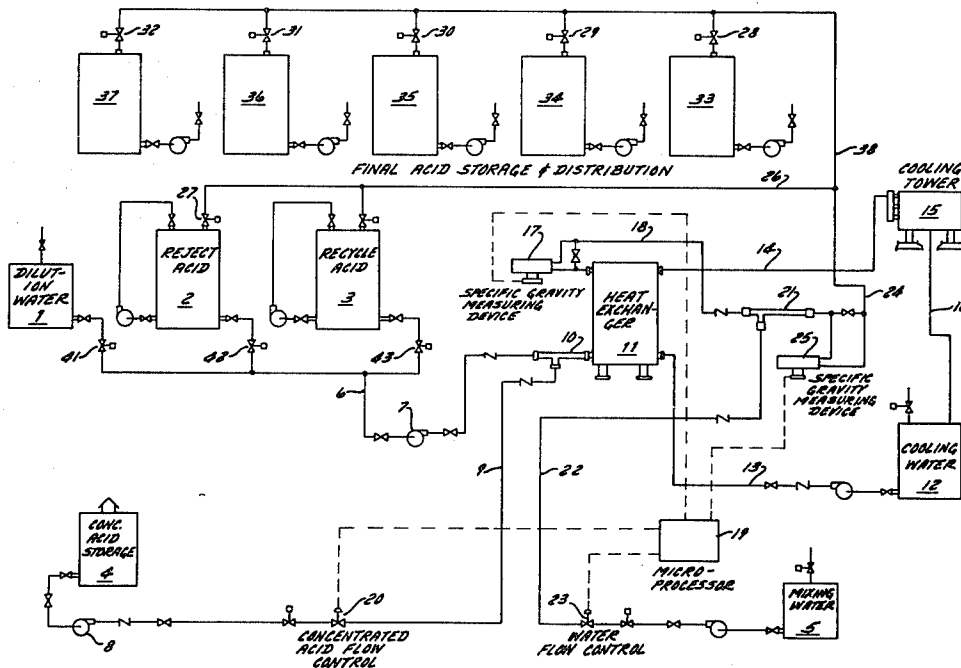 32
31
30
29
28
37
36
35
34
33
FINAL ACID STORAGE & DISTRIBUTION
38
26
COOLING
TOWER
15
27
REJECT
ACID
2
RECYCLE
ACID
3
DILUT-
ION
WATER
1
17
18
14
SPECIFIC GRAVITY
MEASURING
DEVICE
HEAT
EXCHAN-
GER
11
21
24
25
SPECIFIC
GRAVITY
MEASURING
DEVICE
10
41
42
43
6
7
9
22
13
COOLING
WATER
12
CONC.
ACID
STORAGE
4
19
MICRO-
PROCESSOR
20
23
MIXING
WATER
5
8
CONCENTRATED
ACID FLOW
CONTROL
WATER
FLOW CONTROL